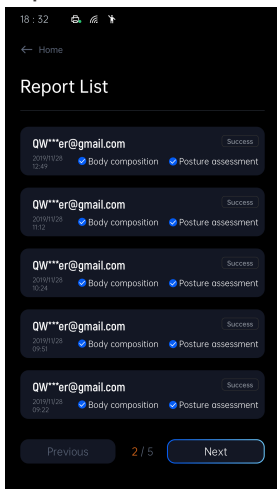 18:32
← Home
Report List
QW***er@gmail.com
Success
2019/11/28
12:49
Body composition
Posture assessment
QW***er@gmail.com
Success
2019/11/28
11:12
Body composition
Posture assessment
QW***er@gmail.com
Success
2019/11/28
10:24
Body composition
Posture assessment
QW***er@gmail.com
Success
2019/11/28
09:51
Body composition
Posture assessment
QW***er@gmail.com
Success
2019/11/28
09:22
Body composition
Posture assessment
Previous
2 / 5
Next